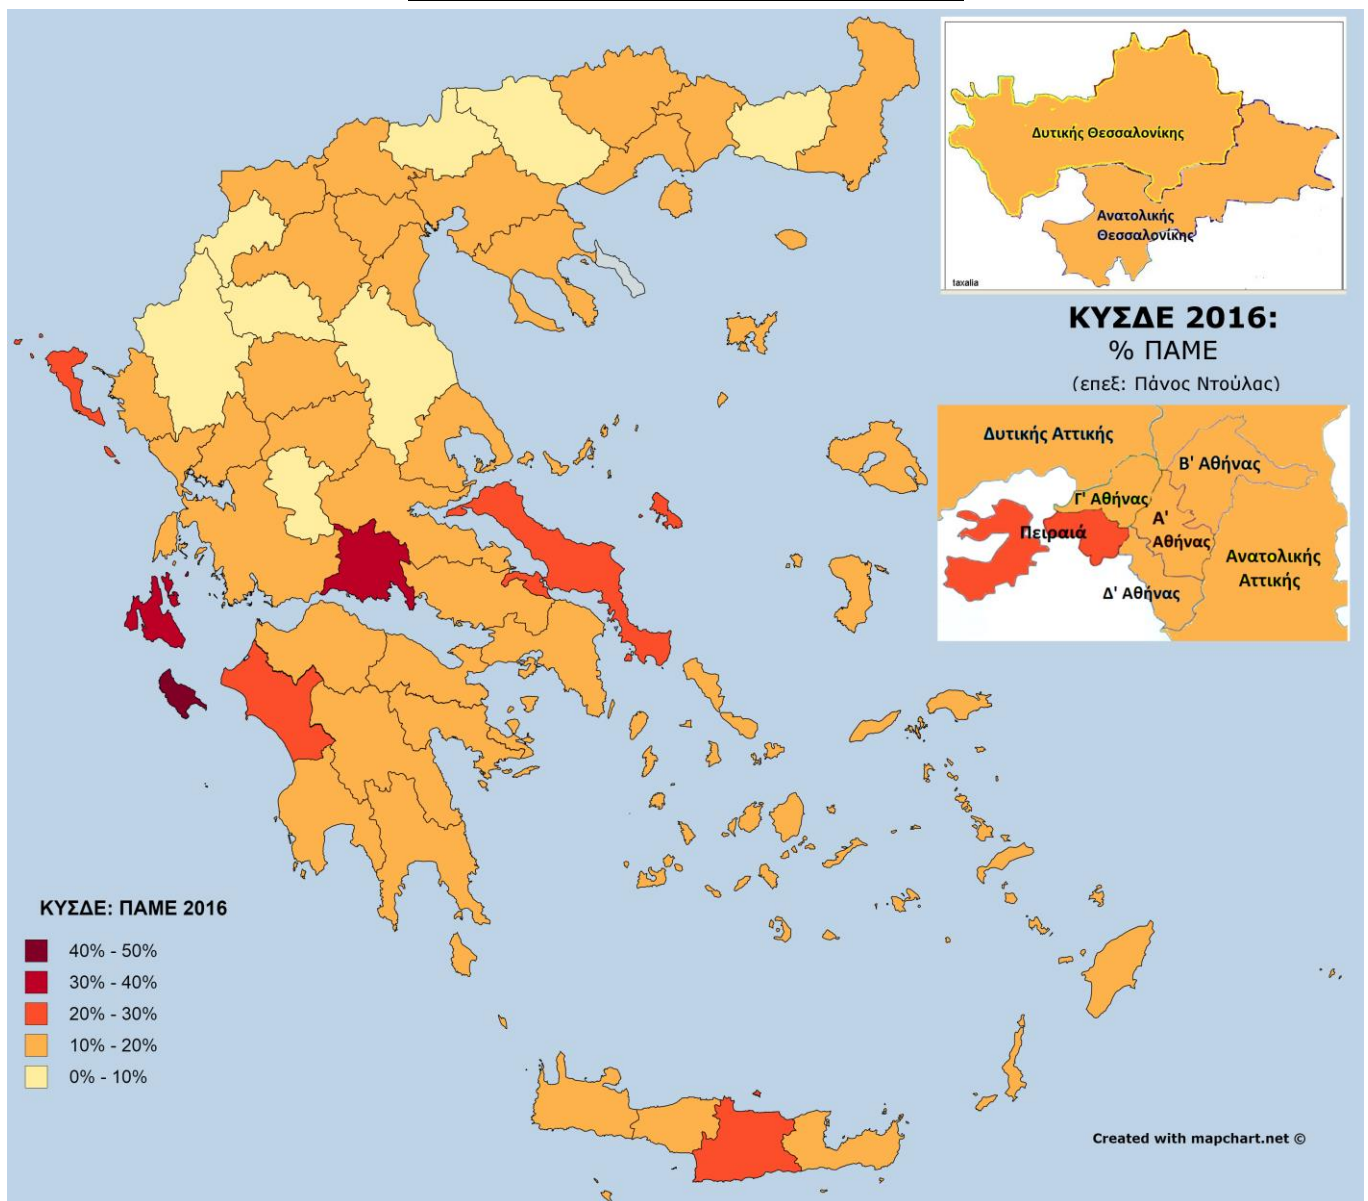 Δυτικής Θεσσαλονίκης
Ανατολικής
Θεσσαλονίκης
taxalia
ΚΥΣΔΕ 2016:
% ΠΑΜΕ
(επεξ: Πάνος Ντούλας)
Δυτικής Αττικής
Β' Αθήνας
Γ' Αθήνας
Α'
Αθήνας
Πειραιά
Ανατολικής
Αττικής
Δ' Αθήνας
ΚΥΣΔΕ: ΠΑΜΕ 2016
40% - 50%
30% - 40%
20% - 30%
10% - 20%
0% - 10%
Created with mapchart.net ©